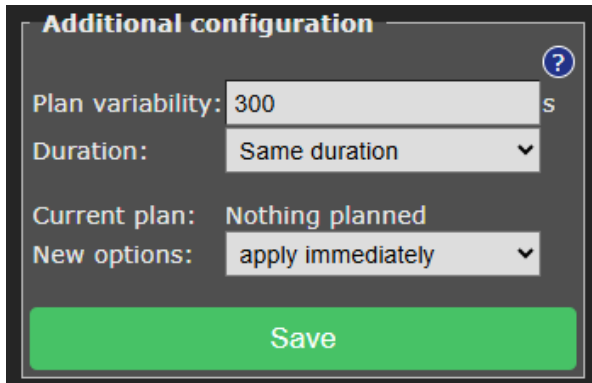 Additional configuration
?
Plan variability: 300 s
Duration: Same duration
Current plan: Nothing planned
New options: apply immediately
Save